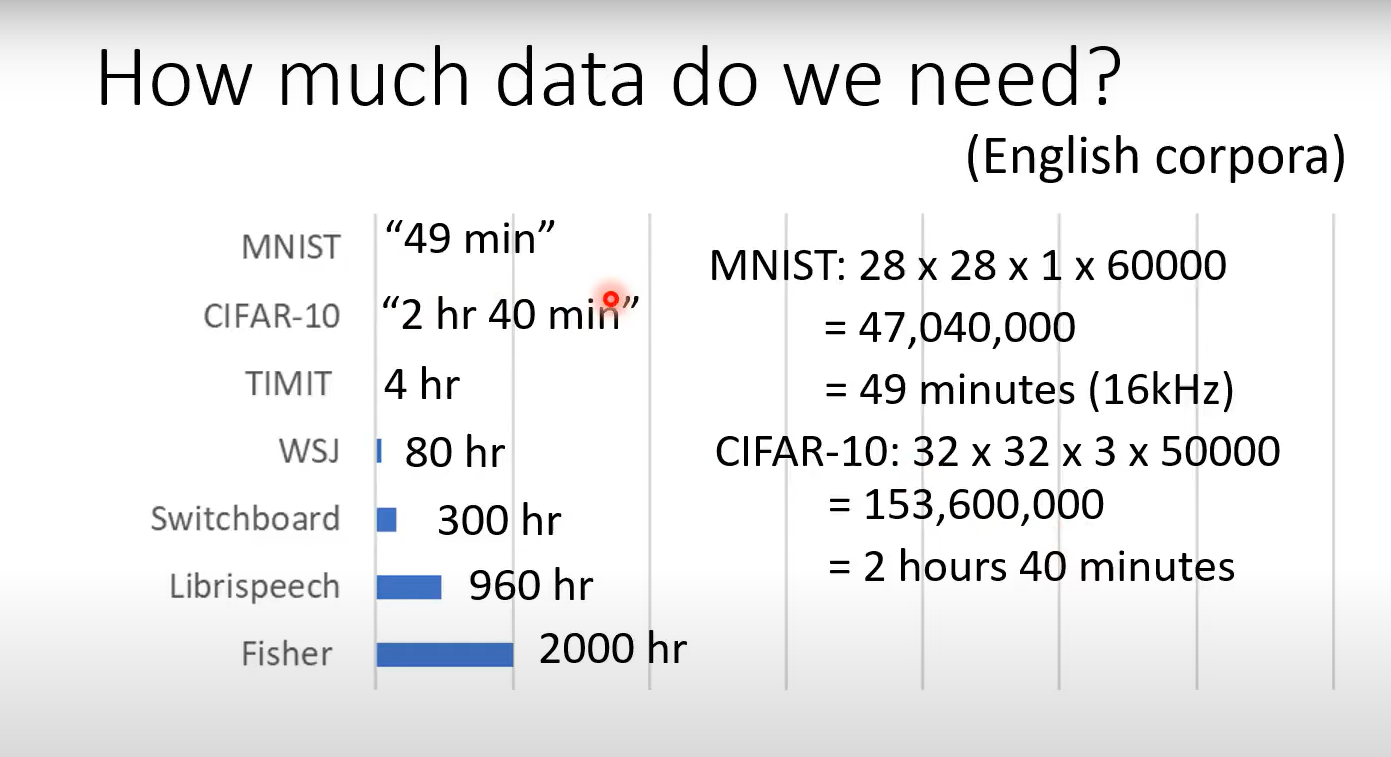 How much data do we need?
(English corpora)
MNIST “49 min”
CIFAR-10 “2 hr 40 min”
TIMIT 4 hr
WSJ 80 hr
Switchboard 300 hr
Librispeech 960 hr
Fisher 2000 hr
MNIST: 28 x 28 x 1 x 60000
= 47,040,000
= 49 minutes (16kHz)
CIFAR-10: 32 x 32 x 3 x 50000
= 153,600,000
= 2 hours 40 minutes